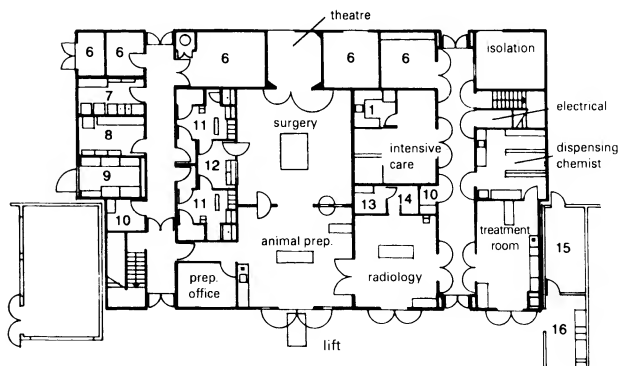 theatre
6
6
6
6
6
isolation
7
1
electrical
11
surgery
8
intensive
care
dispensing
chemist
12
9
11
13
14
10
10
treatment
room
animal prep.
15
prep.
office
radiology
16
lift